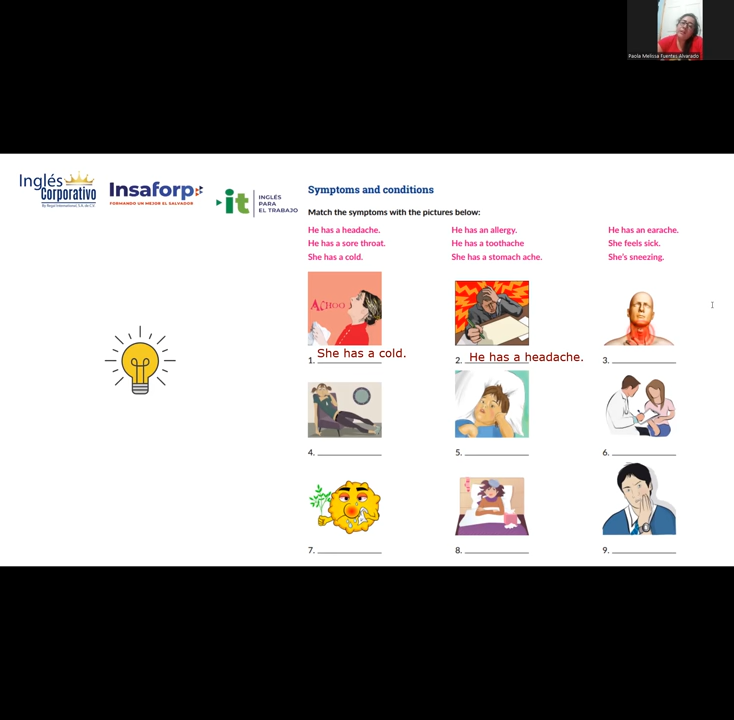 Paola Melissa Fuentes Alvarado
Inglés
Corporativo
Insaforp
FORMANDO UN MEJOR EL SALVADOR
it
INGLÉS
PARA
EL TRABAJO
Symptoms and conditions
Match the symptoms with the pictures below:
He has a headache.
He has a sore throat.
She has a cold.
He has an allergy.
He has a toothache
She has a stomach ache.
He has an earache.
She feels sick.
She's sneezing.
ACHOO
1. She has a cold.
2. He has a headache.
3.
4.
5.
6.
7.
8.
9.